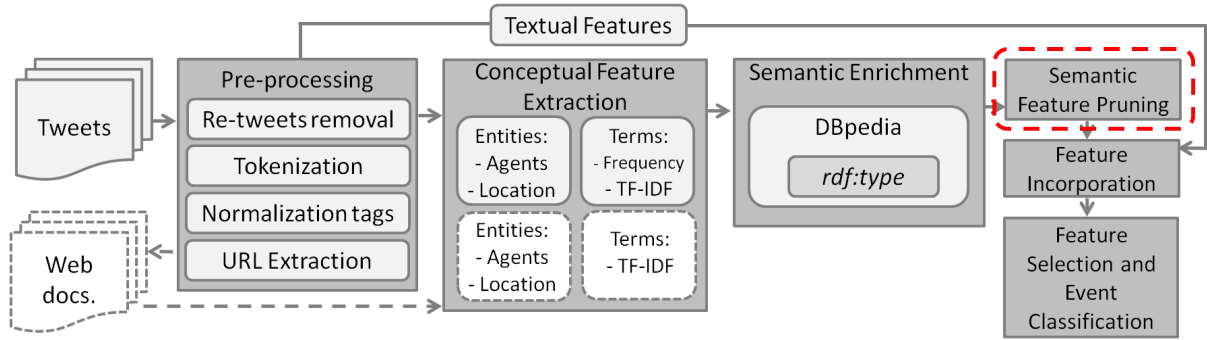 Textual Features
Tweets
Pre-processing
Re-tweets removal
Tokenization
Normalization tags
URL Extraction
Web
docs.
Conceptual Feature
Extraction
Entities:
- Agents
- Location
Terms:
- Frequency
- TF-IDF
Entities:
- Agents
- Location
Terms:
- TF-IDF
Semantic Enrichment
DBpedia
rdf:type
Semantic
Feature Pruning
Feature
Incorporation
Feature
Selection and
Event
Classification